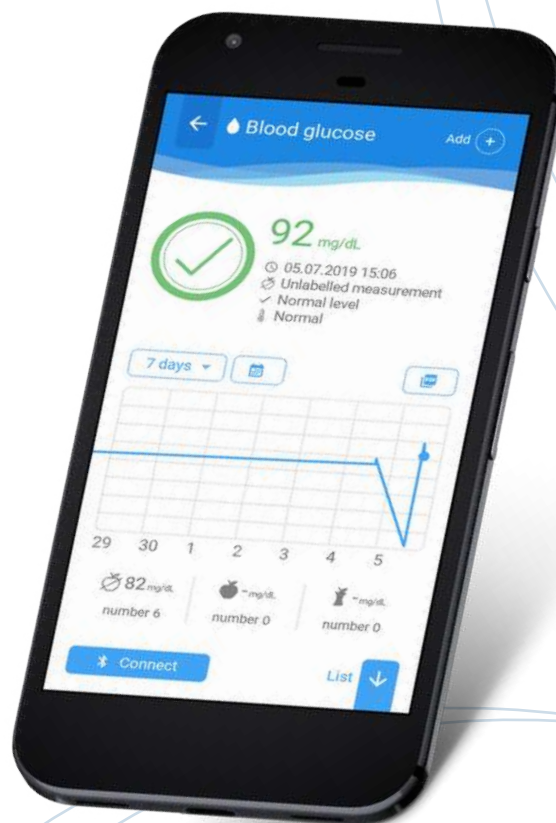 Blood glucose
Add
92 mg/dL
05.07.2019 15:06
Unlabelled measurement
Normal level
Normal
7 days
29 30 1 2 3 4 5
82 mg/dL - mg/dL - mg/dL
number 6 number 0 number 0
Connect
List